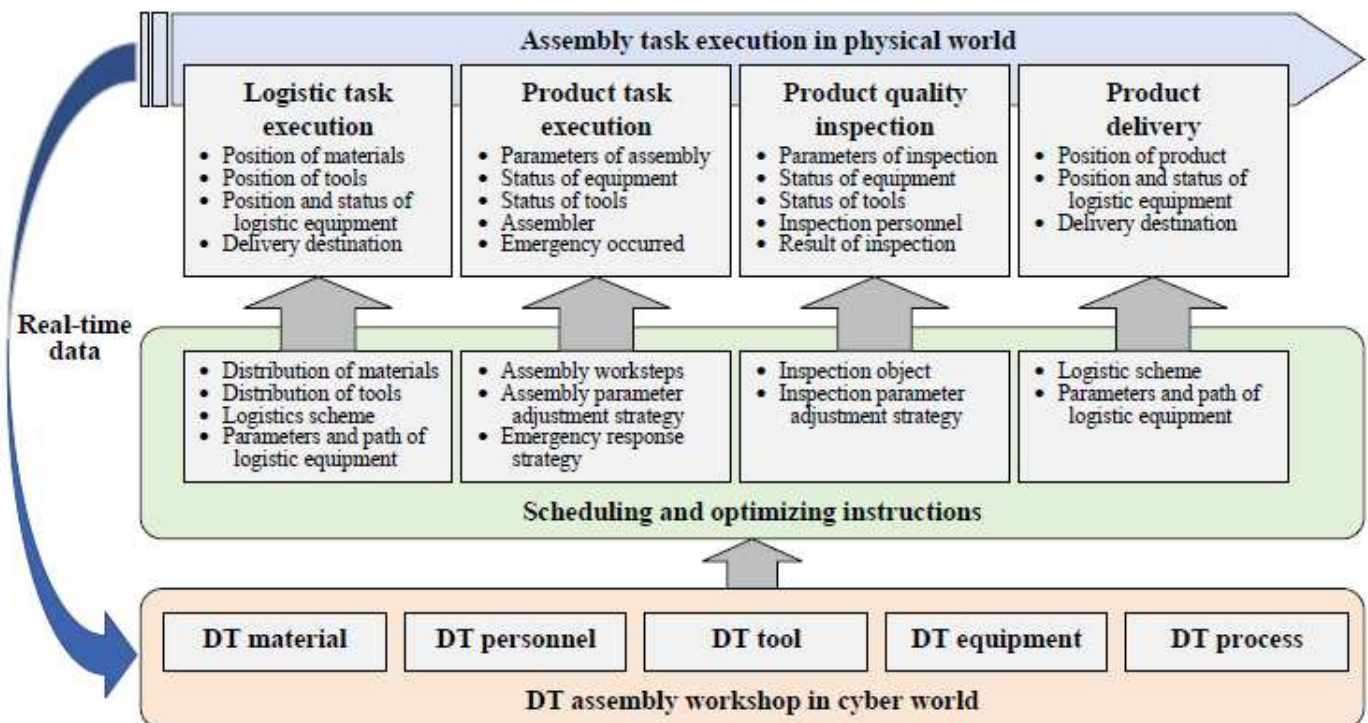 Assembly task execution in physical world
Logistic task
execution
• Position of materials
• Position of tools
• Position and status of
logistic equipment
• Delivery destination
Product task
execution
• Parameters of assembly
• Status of equipment
• Status of tools
• Assembler
• Emergency occurred
Product quality
inspection
• Parameters of inspection
• Status of equipment
• Status of tools
• Inspection personnel
• Result of inspection
Product
delivery
• Position of product
• Position and status of
logistic equipment
• Delivery destination
Real-time
data
• Distribution of materials
• Distribution of tools
• Logistics scheme
• Parameters and path of
logistic equipment
• Assembly worksteps
• Assembly parameter
adjustment strategy
• Emergency response
strategy
• Inspection object
• Inspection parameter
adjustment strategy
• Logistic scheme
• Parameters and path of
logistic equipment
Scheduling and optimizing instructions
DT material
DT personnel
DT tool
DT equipment
DT process
DT assembly workshop in cyber world